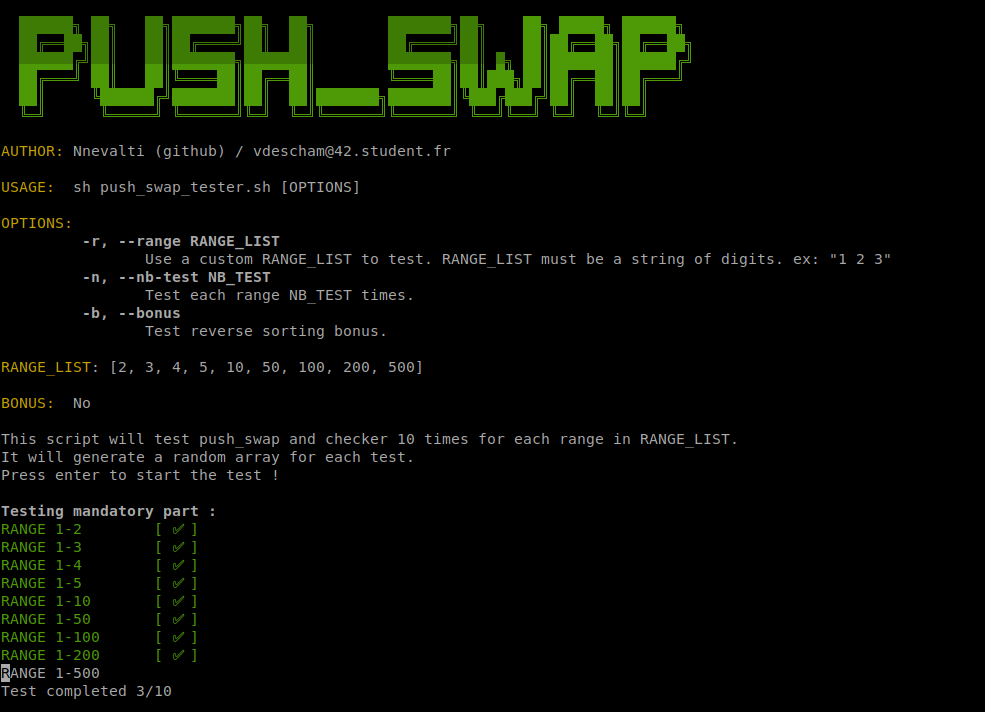 PUSH_SWAP
AUTHOR: Nnevalti (github) / vdescham@42.student.fr
USAGE:  sh push_swap_tester.sh [OPTIONS]
OPTIONS:
-r, --range RANGE_LIST
Use a custom RANGE_LIST to test. RANGE_LIST must be a string of digits. ex: "1 2 3"
-n, --nb-test NB_TEST
Test each range NB_TEST times.
-b, --bonus
Test reverse sorting bonus.
RANGE_LIST: [2, 3, 4, 5, 10, 50, 100, 200, 500]
BONUS:  No
This script will test push_swap and checker 10 times for each range in RANGE_LIST.
It will generate a random array for each test.
Press enter to start the test !
Testing mandatory part :
RANGE 1-2        [ ✅ ]
RANGE 1-3        [ ✅ ]
RANGE 1-4        [ ✅ ]
RANGE 1-5        [ ✅ ]
RANGE 1-10       [ ✅ ]
RANGE 1-50       [ ✅ ]
RANGE 1-100      [ ✅ ]
RANGE 1-200      [ ✅ ]
RANGE 1-500
Test completed 3/10